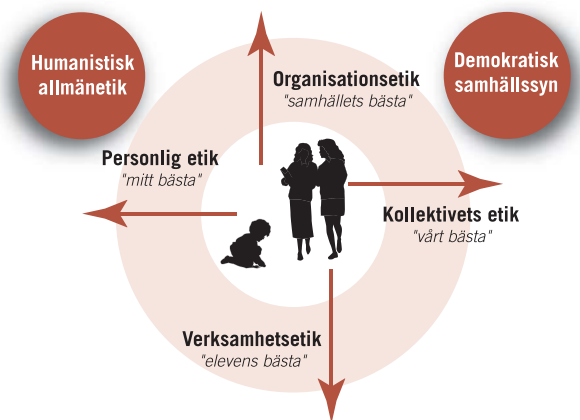 Humanistisk
allmänetik
Demokratisk
samhällssyn
Organisationsetik
"samhällets bästa"
Personlig etik
"mitt bästa"
Kollektivets etik
"vårt bästa"
Verksamhetsetik
"elevens bästa"